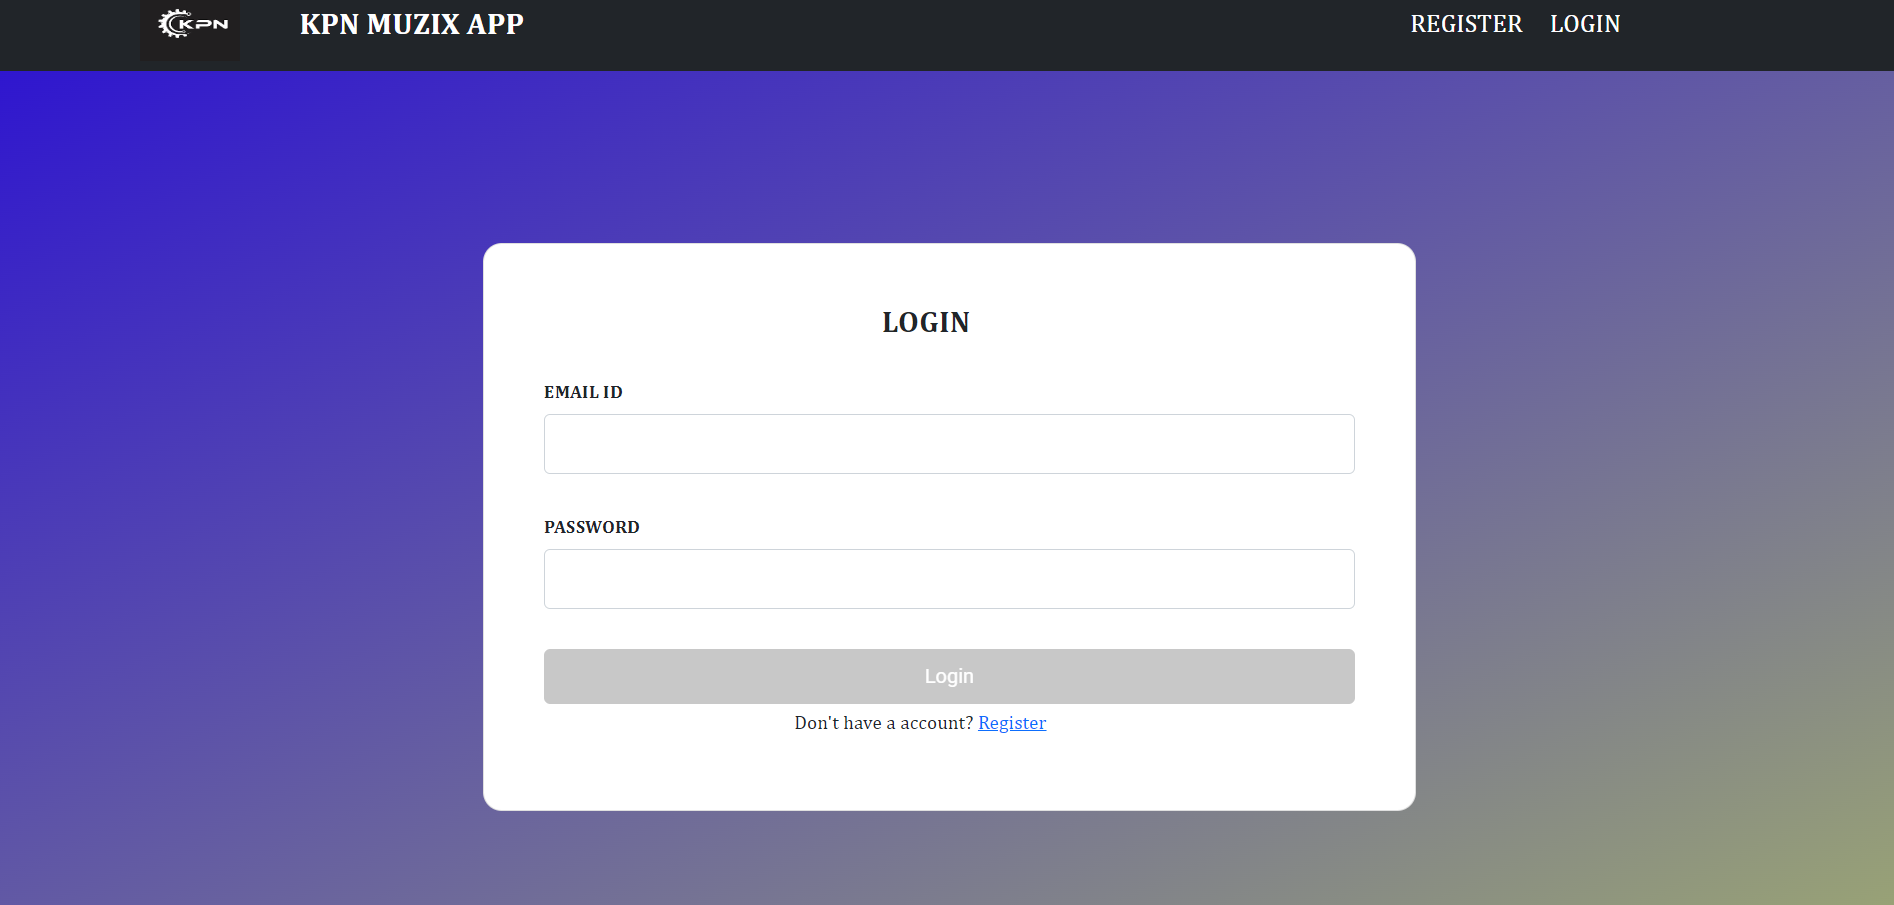 KPN
KPN MUZIX APP
REGISTER LOGIN
LOGIN
EMAIL ID
PASSWORD
Login
Don't have a account? Register